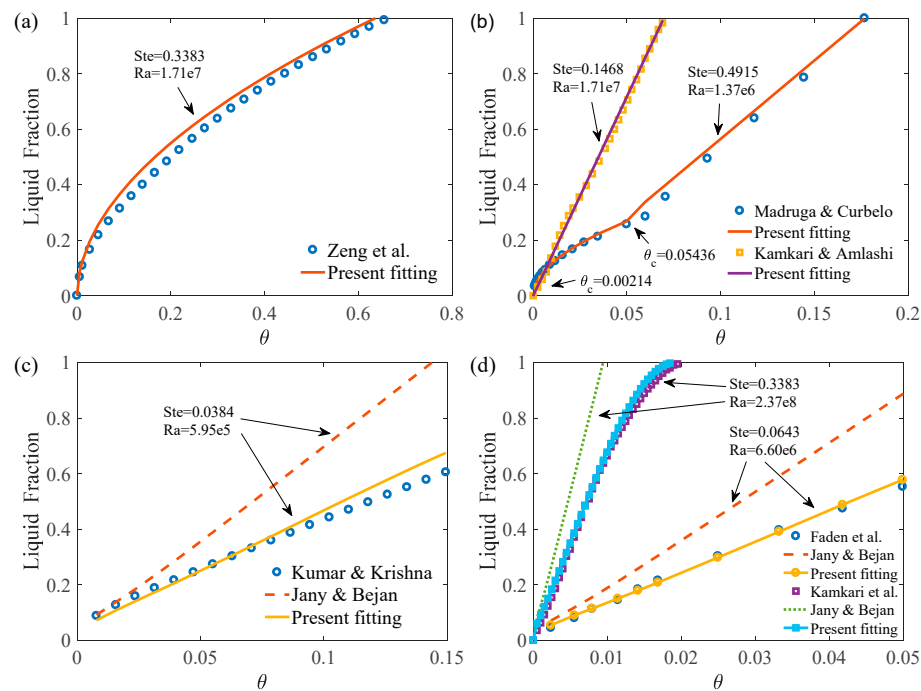 (a)
1
0.8
0.6
0.4
0.2
0
Liquid Fraction
Ste=0.3383
Ra=1.71e7
Zeng et al.
Present fitting
0
0.2
0.4
0.6
0.8
θ
(b)
1
0.8
0.6
0.4
0.2
0
Liquid Fraction
Ste=0.1468
Ra=1.71e7
Ste=0.4915
Ra=1.37e6
Madruga & Curbelo
Present fitting
Kamkari & Amlashi
Present fitting
θc=0.05436
θc=0.00214
0
0.05
0.1
0.15
0.2
θ
(c)
1
0.8
0.6
0.4
0.2
0
Liquid Fraction
Ste=0.0384
Ra=5.95e5
Kumar & Krishna
Jany & Bejan
Present fitting
0.05
0.1
0.15
θ
(d)
1
0.8
0.6
0.4
0.2
0
Liquid Fraction
Ste=0.3383
Ra=2.37e8
Ste=0.0643
Ra=6.60e6
Faden et al.
Jany & Bejan
Present fitting
Kamkari et al.
Jany & Bejan
Present fitting
0
0.01
0.02
0.03
0.04
0.05
θ